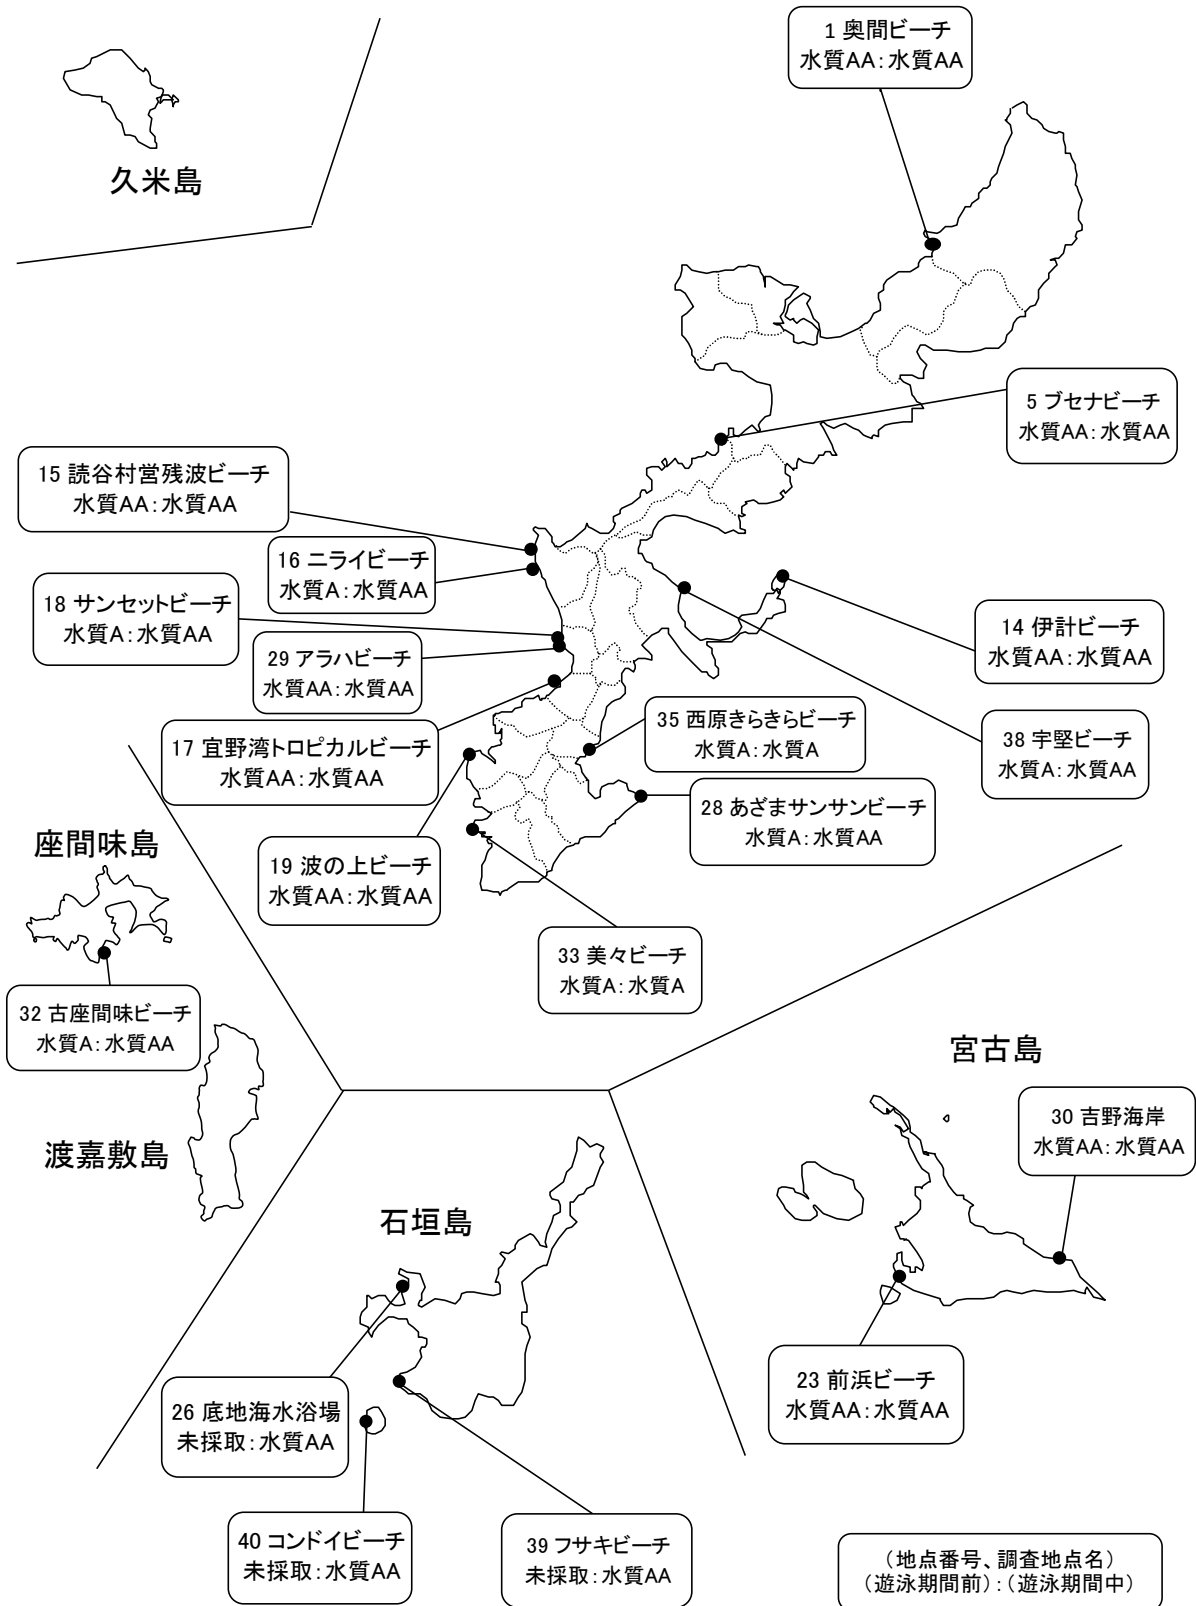 1 奥間ビーチ
水質AA：水質AA
久米島
5 ブセナビーチ
水質AA：水質AA
15 読谷村営残波ビーチ
水質AA：水質AA
16 ニライビーチ
水質A：水質AA
18 サンセットビーチ
水質A：水質AA
14 伊計ビーチ
水質AA：水質AA
29 アラハビーチ
水質AA：水質AA
35 西原きらきらビーチ
水質A：水質A
38 宇堅ビーチ
水質A：水質AA
17 宜野湾トロピカルビーチ
水質AA：水質AA
28 あざまサンサンビーチ
水質A：水質AA
座間味島
19 波の上ビーチ
水質AA：水質AA
33 美々ビーチ
水質A：水質A
32 古座間味ビーチ
水質A：水質AA
宮古島
30 吉野海岸
水質AA：水質AA
渡嘉敷島
石垣島
23 前浜ビーチ
水質AA：水質AA
26 底地海水浴場
未採取：水質AA
40 コンドイビーチ
未採取：水質AA
39 フサキビーチ
未採取：水質AA
（地点番号、調査地点名）
（遊泳期間前）：（遊泳期間中）